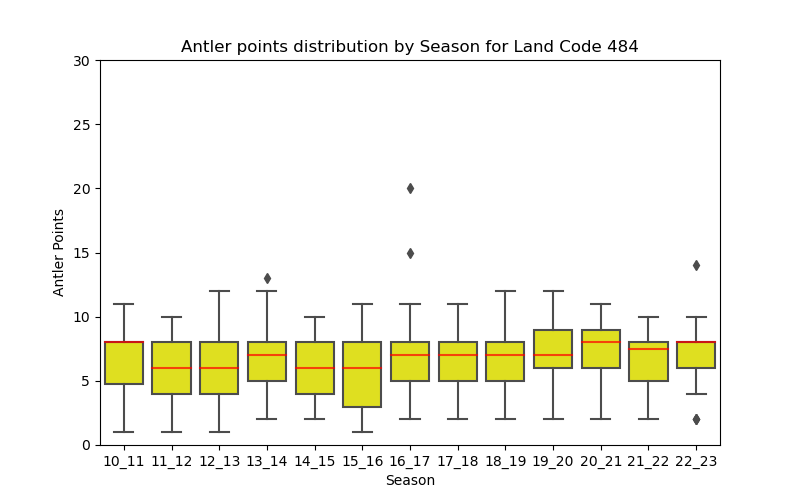 Antler points distribution by Season for Land Code 484
30
25
20
15
10
5
0
Antler Points
10_11 11_12 12_13 13_14 14_15 15_16 16_17 17_18 18_19 19_20 20_21 21_22 22_23
Season